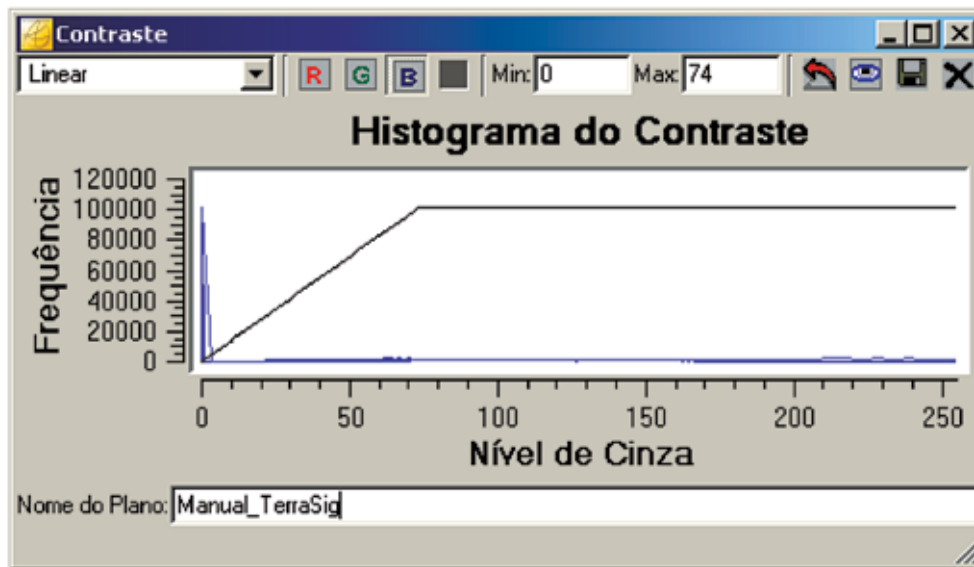 Contraste
Linear R G B Min: 0 Max: 74
Histograma do Contraste
Frequência
120000
100000
80000
60000
40000
20000
0
0 50 100 150 200 250
Nível de Cinza
Nome do Plano: Manual_TerraSig